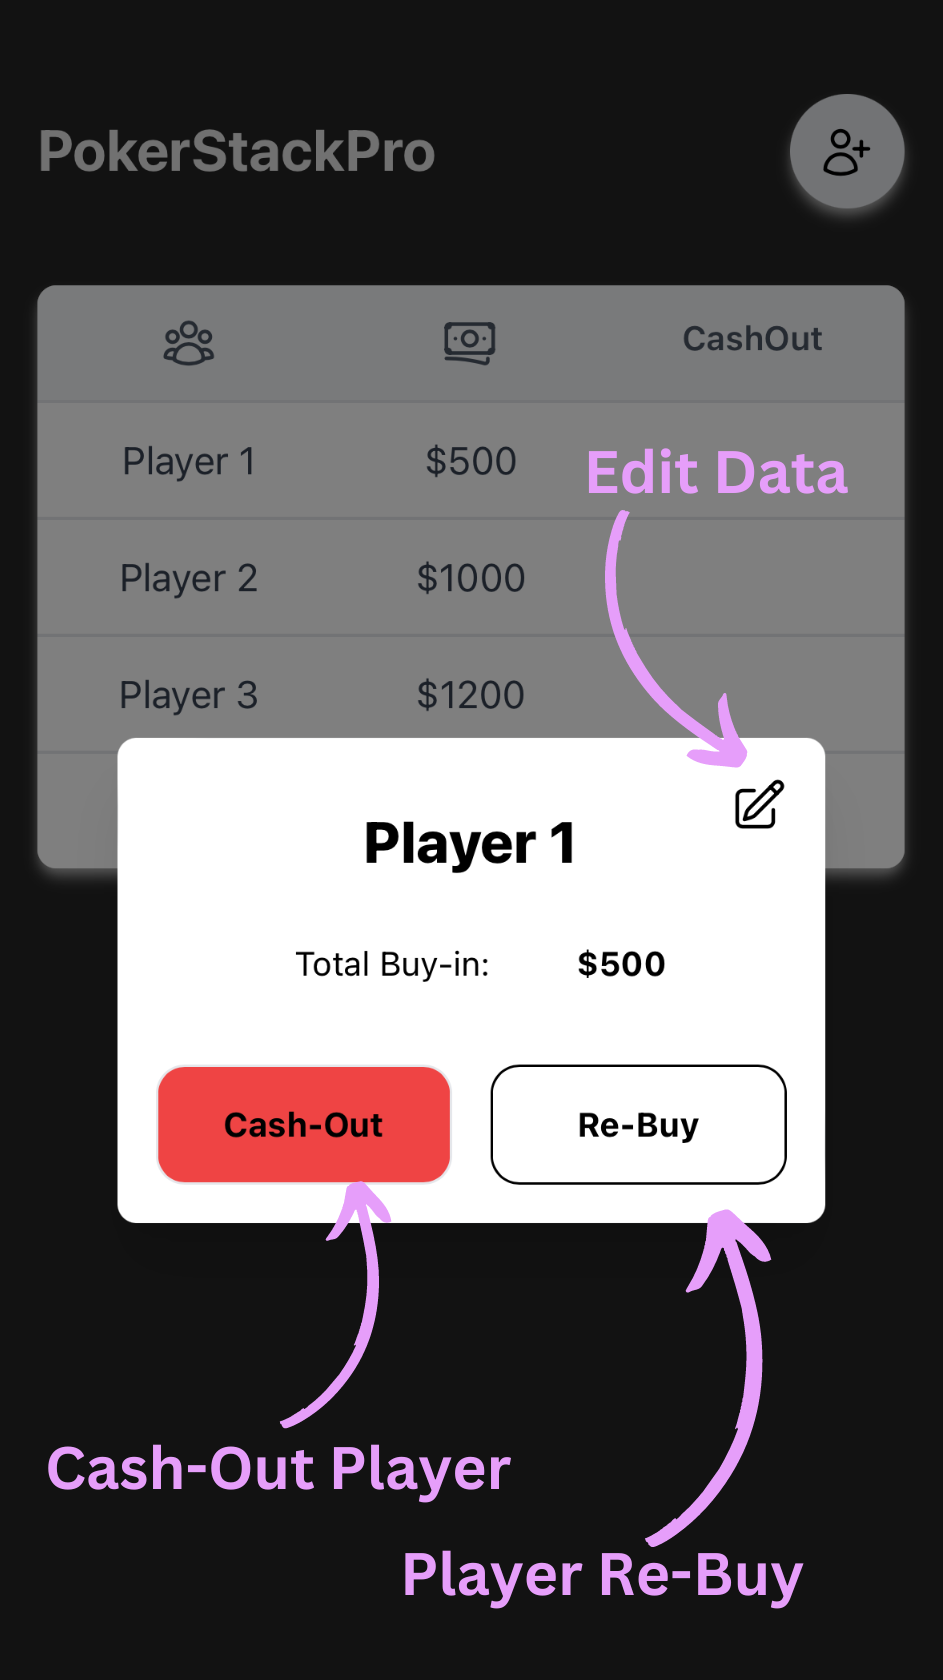 PokerStackPro
CashOut
Player 1 $500
Edit Data
Player 2 $1000
Player 3 $1200
Player 1
Total Buy-in: $500
Cash-Out Re-Buy
Cash-Out Player
Player Re-Buy